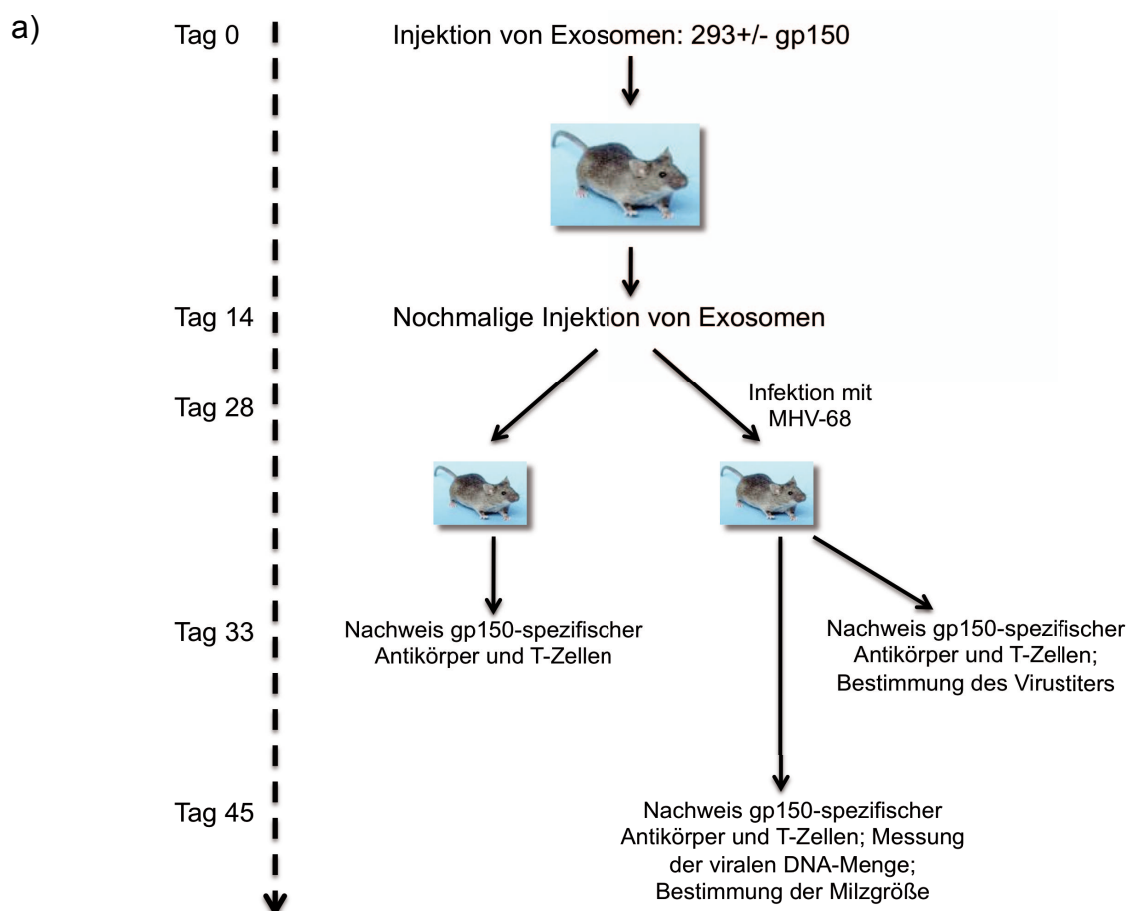 a)
Tag 0
Injektion von Exosomen: 293+/- gp150
Tag 14
Nochmalige Injektion von Exosomen
Tag 28
Infektion mit
MHV-68
Tag 33
Nachweis gp150-spezifischer
Antikörper und T-Zellen
Nachweis gp150-spezifischer
Antikörper und T-Zellen;
Bestimmung des Virustiters
Tag 45
Nachweis gp150-spezifischer
Antikörper und T-Zellen; Messung
der viralen DNA-Menge;
Bestimmung der Milzgröße